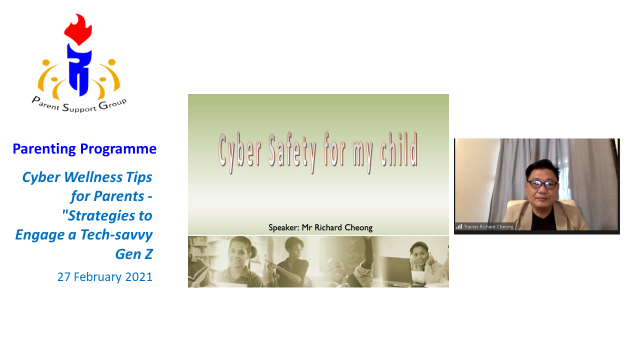 Parent Support Group
Parenting Programme
Cyber Wellness Tips
for Parents -
"Strategies to
Engage a Tech-savvy
Gen Z
27 February 2021
Cyber Safety for my child
Speaker: Mr Richard Cheong
Trainer Richard Cheong